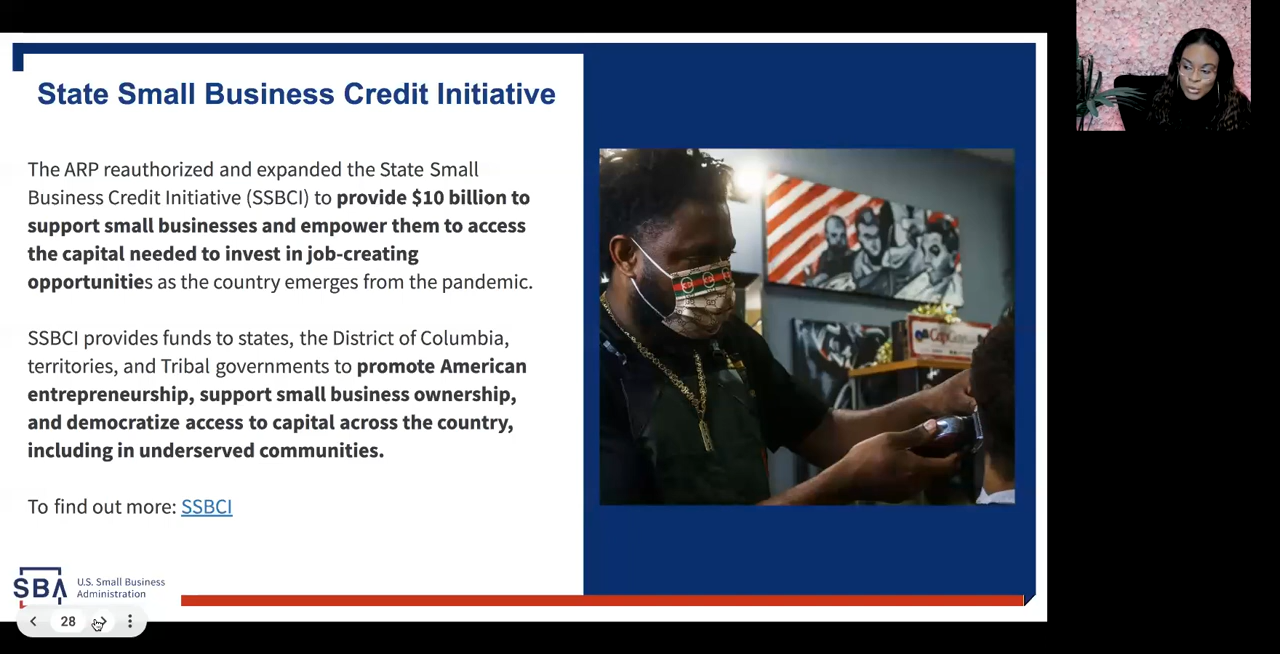 State Small Business Credit Initiative
The ARP reauthorized and expanded the State Small
Business Credit Initiative (SSBCI) to provide $10 billion to
support small businesses and empower them to access
the capital needed to invest in job-creating
opportunities as the country emerges from the pandemic.
SSBCI provides funds to states, the District of Columbia,
territories, and Tribal governments to promote American
entrepreneurship, support small business ownership,
and democratize access to capital across the country,
including in underserved communities.
To find out more: SSBCI
SBA
U.S. Small Business
Administration
28